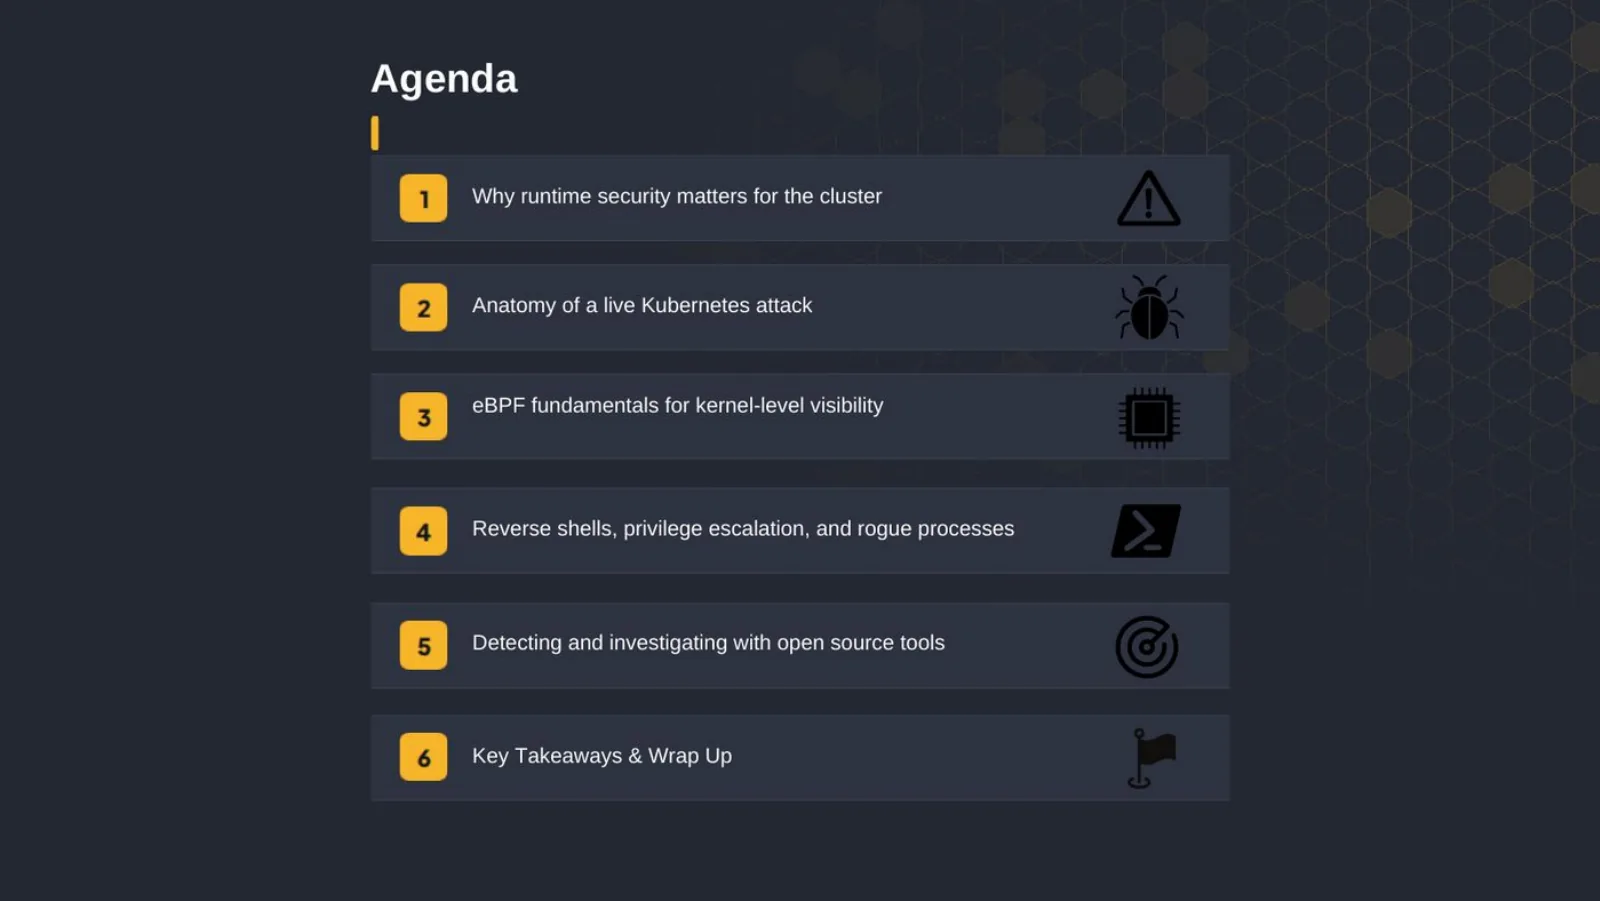 Agenda
1 Why runtime security matters for the cluster
2 Anatomy of a live Kubernetes attack
3 eBPF fundamentals for kernel-level visibility
4 Reverse shells, privilege escalation, and rogue processes
5 Detecting and investigating with open source tools
6 Key Takeaways & Wrap Up